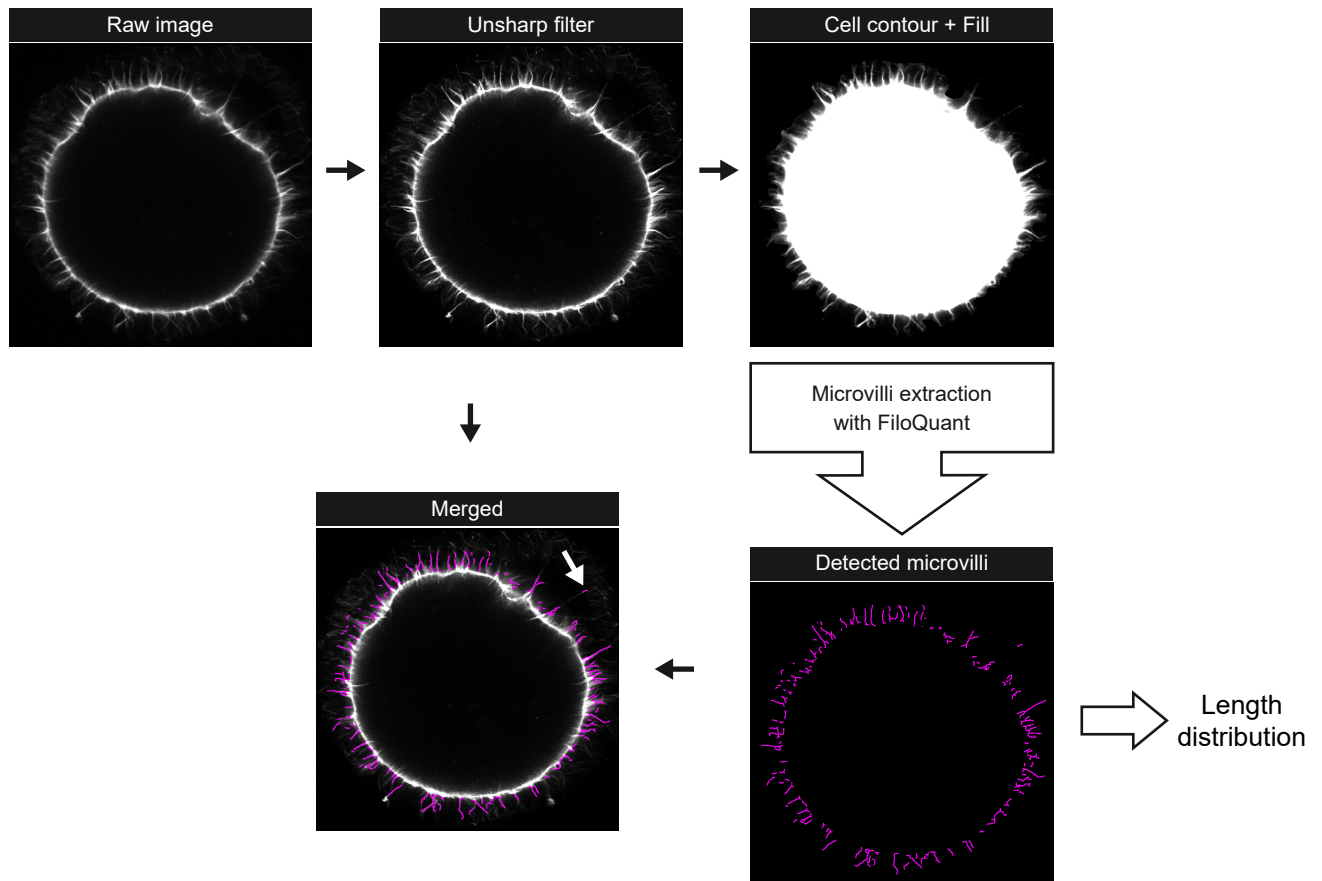 Raw image
Unsharp filter
Cell contour + Fill
Microvilli extraction
with FiloQuant
Merged
Detected microvilli
Length
distribution